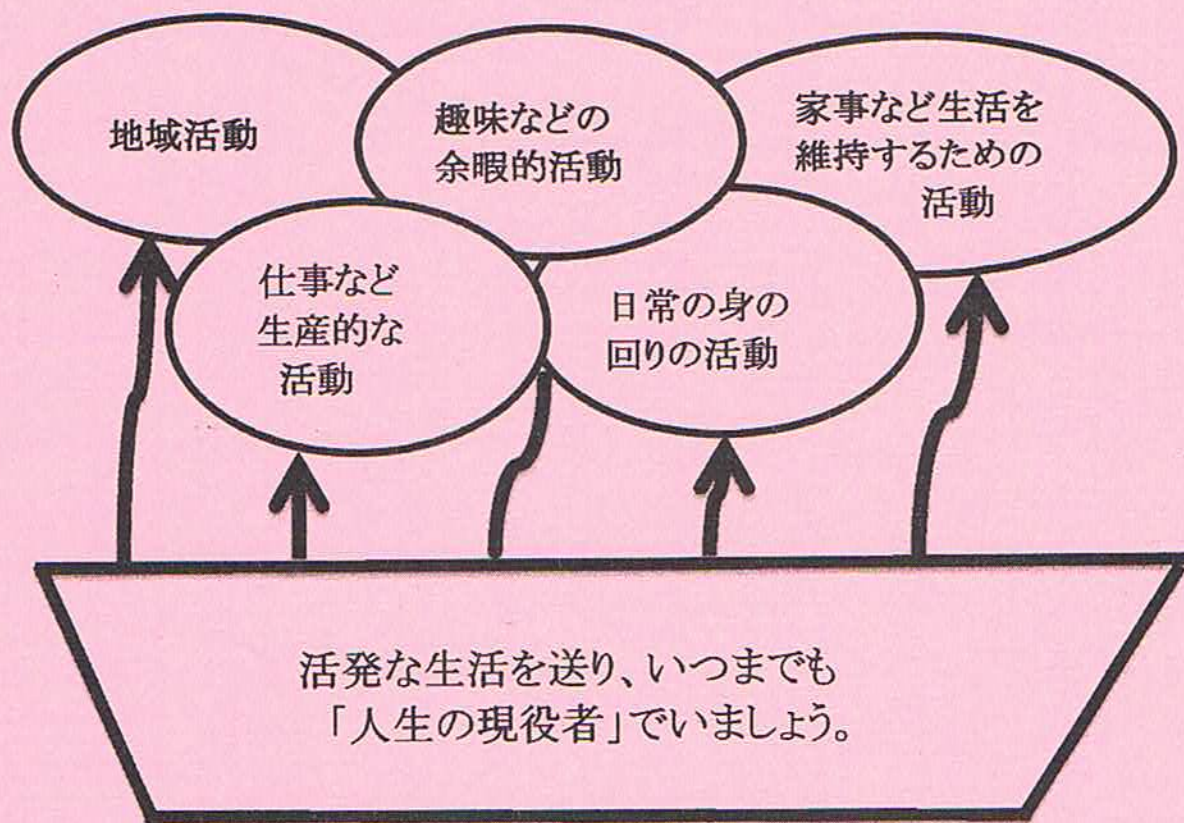 地域活動
趣味などの
余暇的活動
家事など生活を
維持するための
活動
仕事など
生産的な
活動
日常の身の
回りの活動
活発な生活を送り、いつまでも
「人生の現役者」でいましょう。